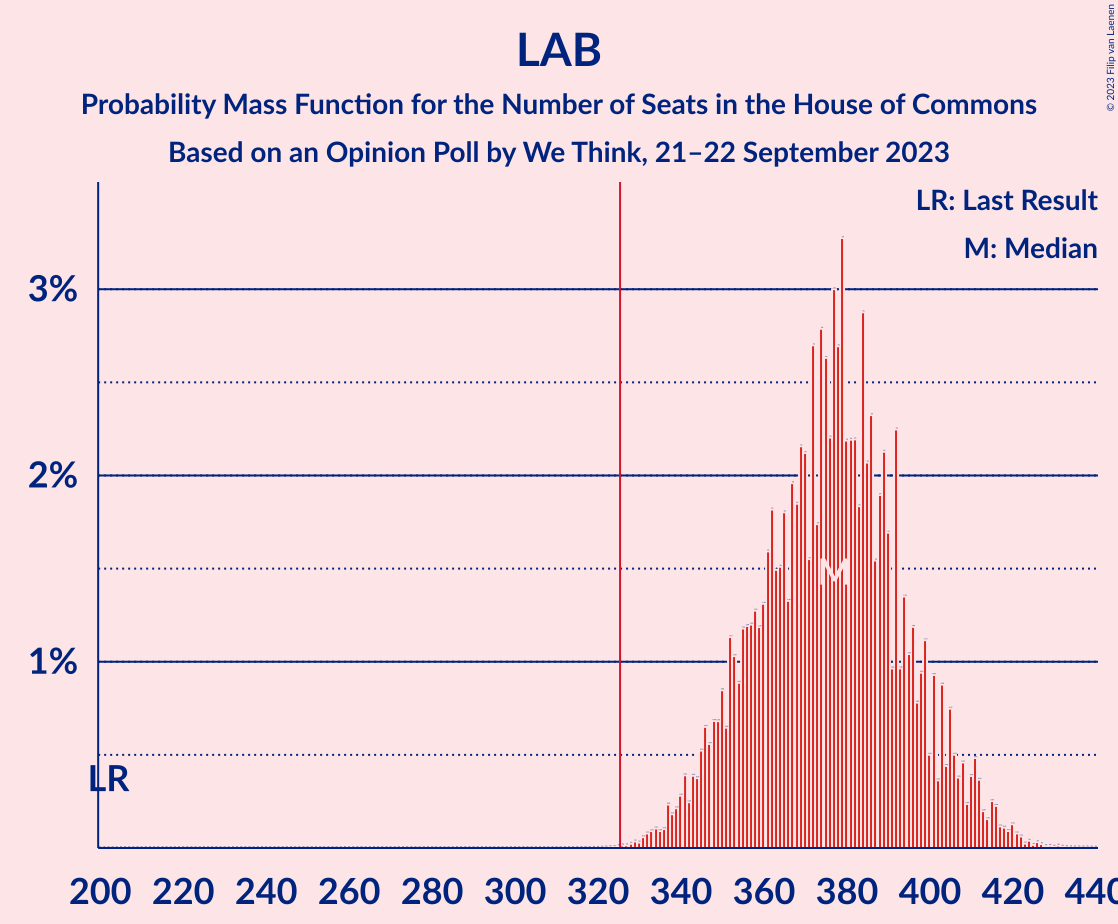 LAB
Probability Mass Function for the Number of Seats in the House of Commons
Based on an Opinion Poll by We Think, 21–22 September 2023
© 2023 Filip van Laenen
LR: Last Result
M: Median
3%
2%
1%
M
LR
200 220 240 260 280 300 320 340 360 380 400 420 440